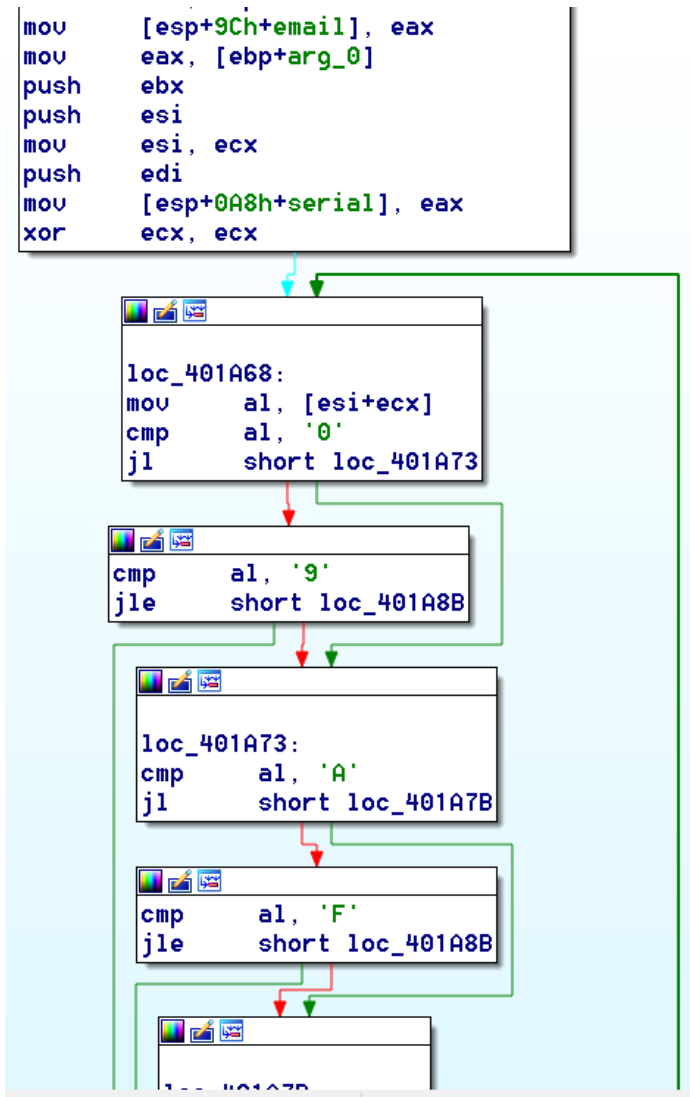 mov [esp+9Ch+email], eax
mov eax, [ebp+arg_0]
push ebx
push esi
mov esi, ecx
push edi
mov [esp+0A8h+serial], eax
xor ecx, ecx
loc_401A68:
mov al, [esi+ecx]
cmp al, '0'
jl short loc_401A73
cmp al, '9'
jle short loc_401A8B
loc_401A73:
cmp al, 'A'
jl short loc_401A7B
cmp al, 'F'
jle short loc_401A8B